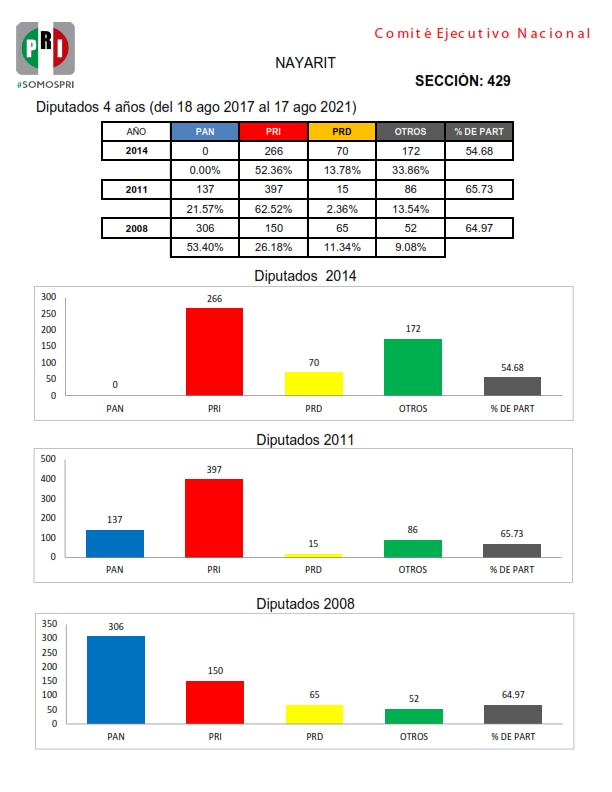 Comité Ejecutivo Nacional
PRI
#SOMOSPRI
NAYARIT
SECCIÓN: 429
Diputados 4 años (del 18 ago 2017 al 17 ago 2021)
AÑO PAN PRI PRD OTROS % DE PART
2014 0 266 70 172 54.68
0.00% 52.36% 13.78% 33.86%
2011 137 397 15 86 65.73
21.57% 62.52% 2.36% 13.54%
2008 306 150 65 52 64.97
53.40% 26.18% 11.34% 9.08%
Diputados 2014
300
250
200
150
100
50
0
0 266 70 172 54.68
PAN PRI PRD OTROS % DE PART
Diputados 2011
500
400
300
200
100
0
137 397 15 86 65.73
PAN PRI PRD OTROS % DE PART
Diputados 2008
350
300
250
200
150
100
50
0
306 150 65 52 64.97
PAN PRI PRD OTROS % DE PART